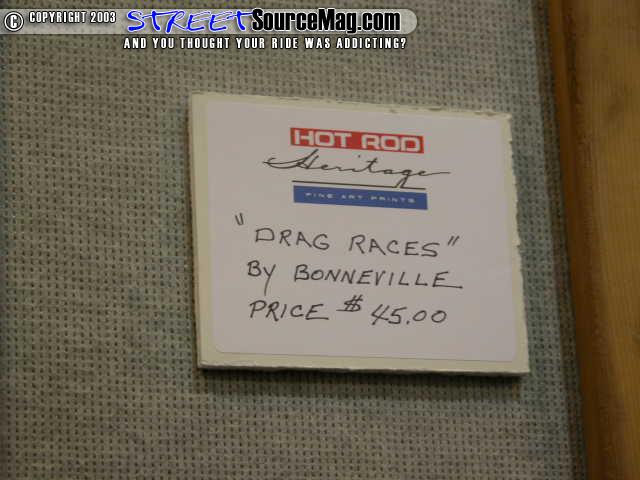 © COPYRIGHT 2003 STREETSourceMag.com
AND YOU THOUGHT YOUR RIDE WAS ADDICTING?
HOT ROD
Heritage
FINE ART PRINTS
"DRAG RACES"
BY BONNEVILLE
PRICE $45.00